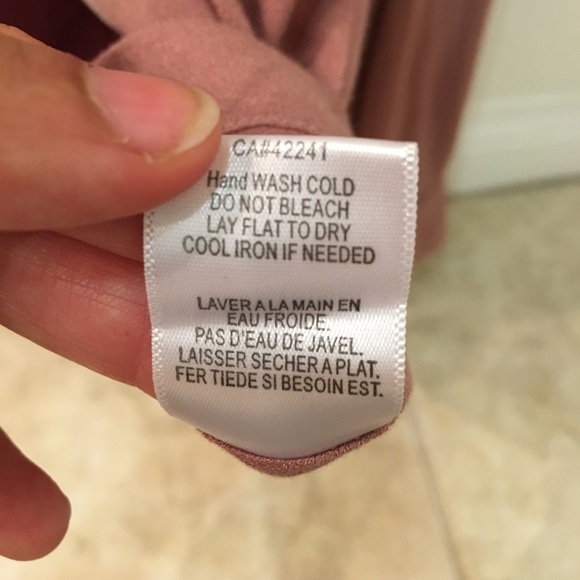 CA#42241
Hand WASH COLD
DO NOT BLEACH
LAY FLAT TO DRY
COOL IRON IF NEEDED
LAVER A LA MAIN EN
EAU FROIDE.
PAS D'EAU DE JAVEL.
LAISSER SECHER A PLAT.
FER TIEDE SI BESOIN EST.